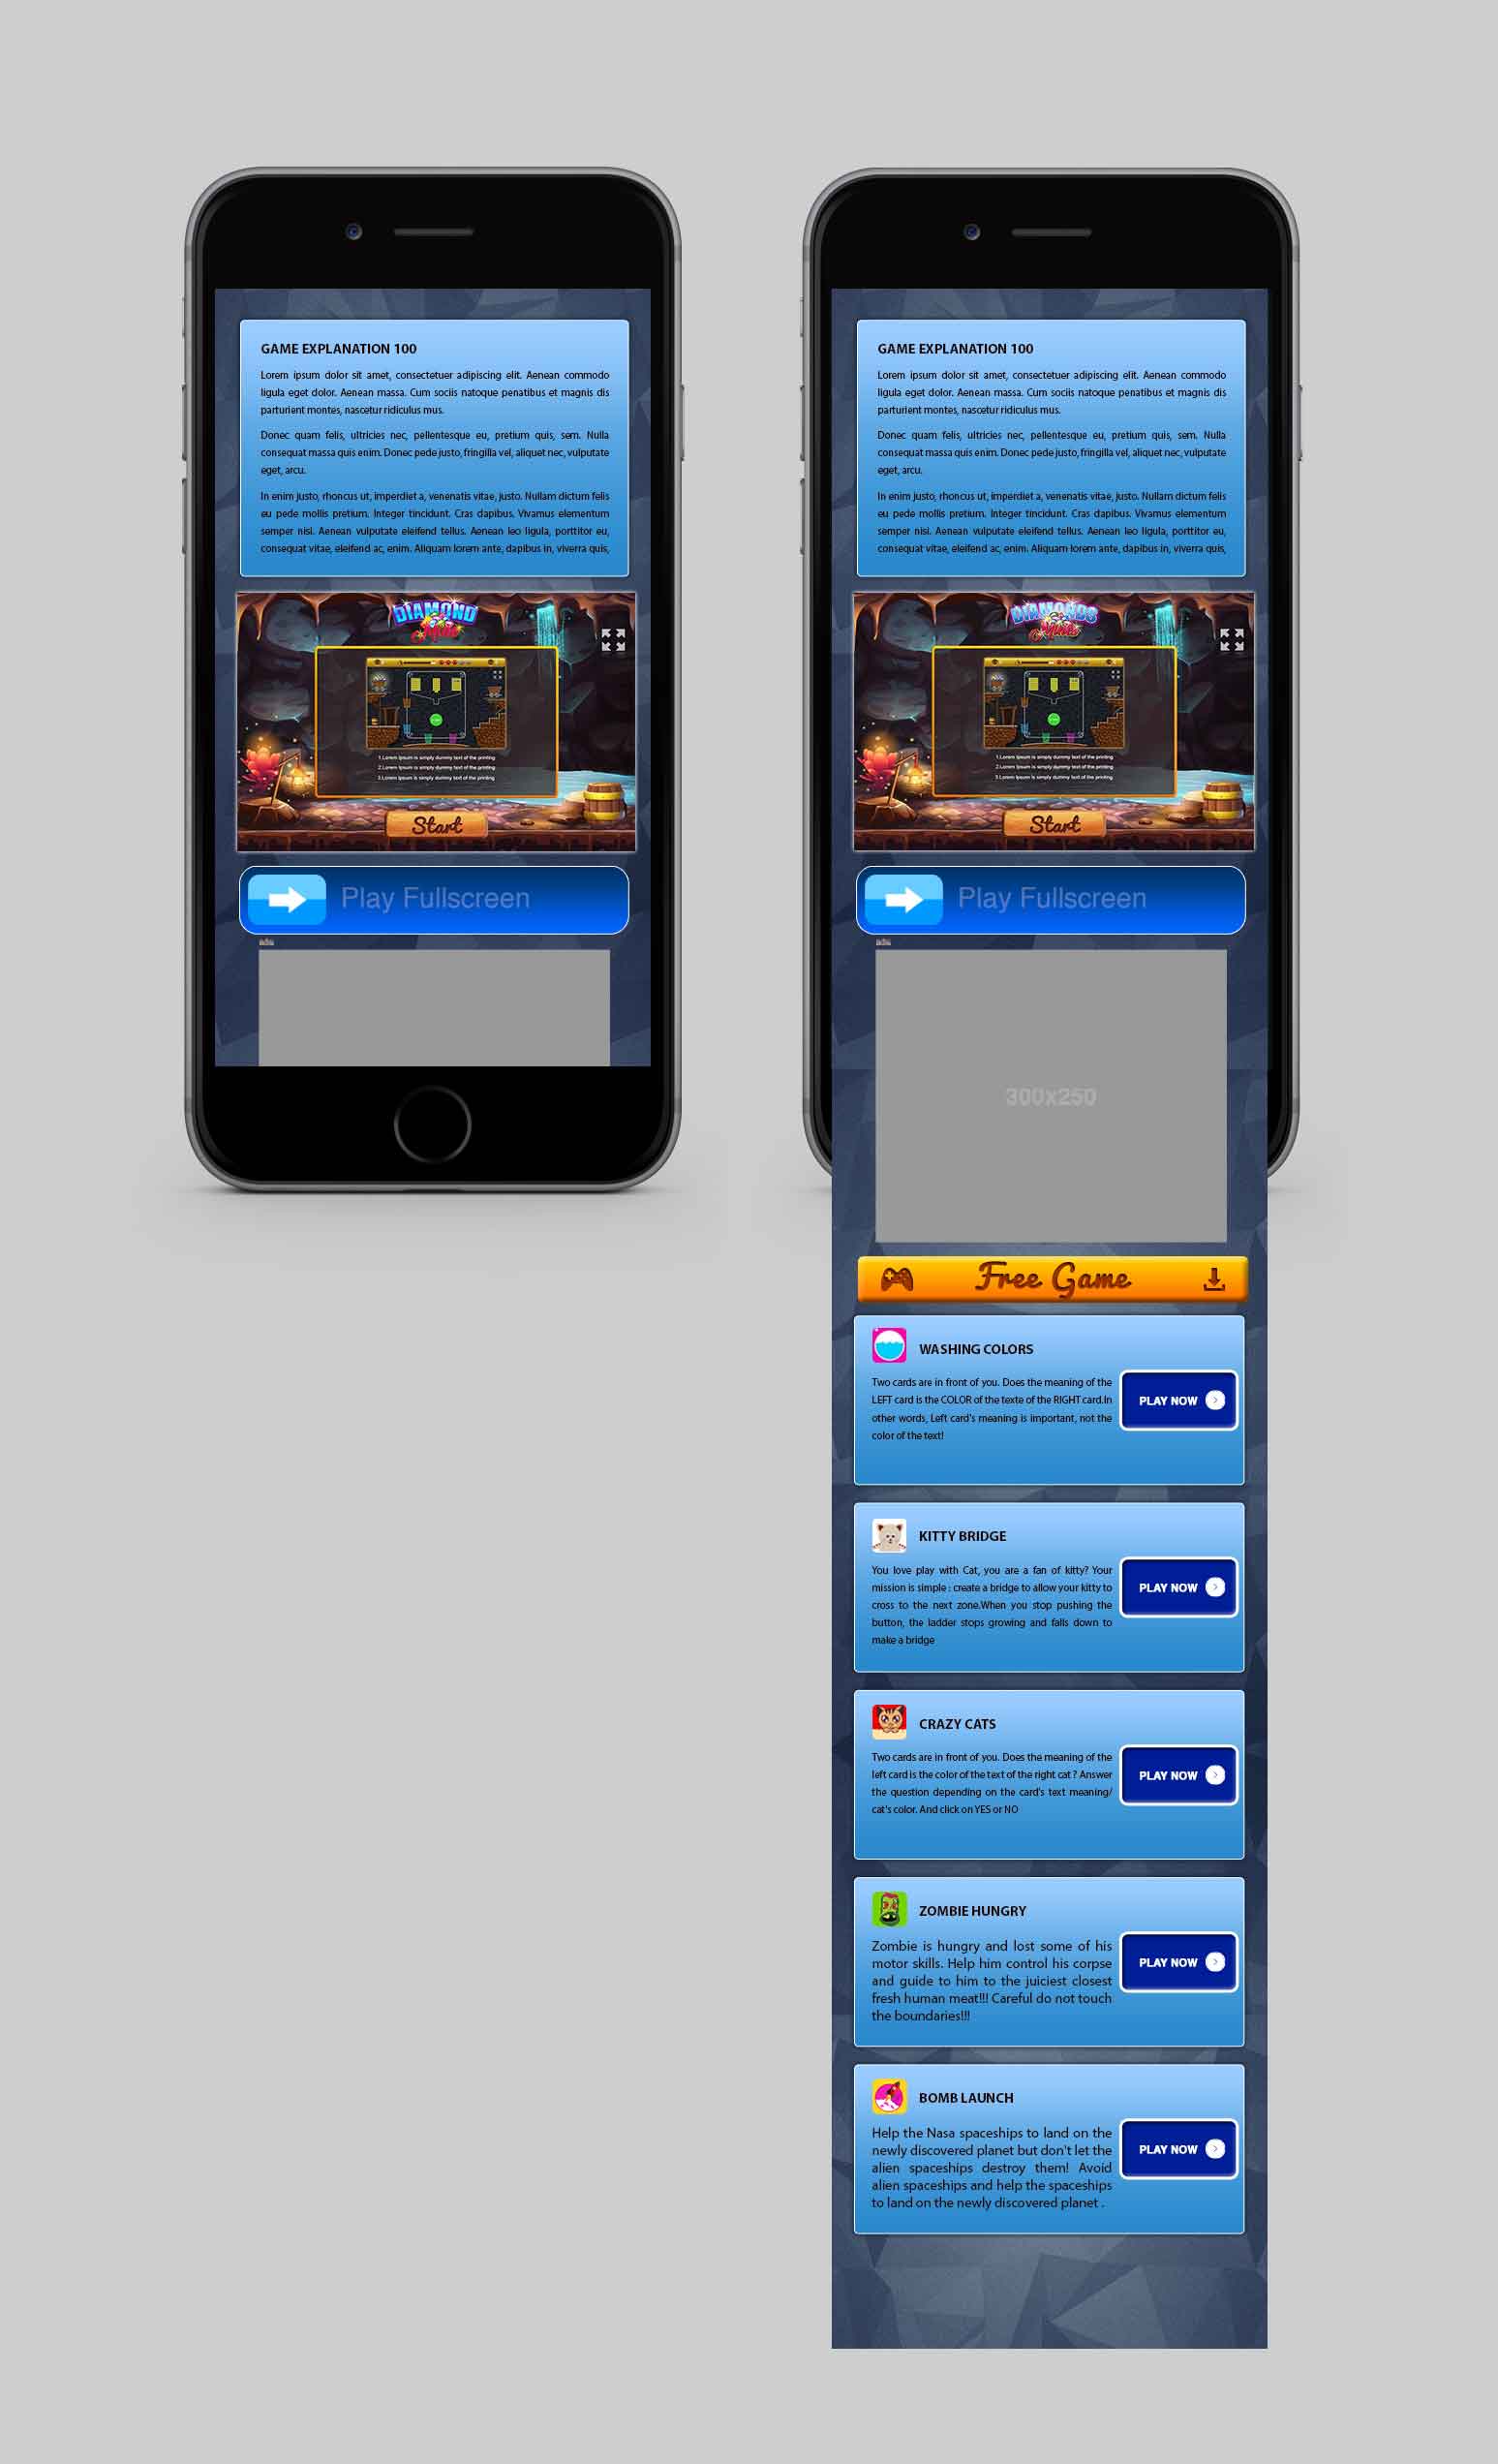 GAME EXPLANATION 100
Lorem ipsum dolor sit amet, consectetuer adipiscing elit. Aenean commodo
ligula eget dolor. Aenean massa. Cum sociis natoque penatibus et magnis dis
parturient montes, nascetur ridiculus mus.
Donec quam felis, ultricies nec, pellentesque eu, pretium quis, sem. Nulla
consequat massa quis enim. Donec pede justo, fringilla vel, aliquet nec, vulputate
eget, arcu.
In enim justo, rhoncus ut, imperdiet a, venenatis vitae, justo. Nullam dictum felis
eu pede mollis pretium. Integer tincidunt. Cras dapibus. Vivamus elementum
semper nisi. Aenean vulputate eleifend tellus. Aenean leo ligula, porttitor eu,
consequat vitae, eleifend ac, enim. Aliquam lorem ante, dapibus in, viverra quis,
DIAMOND
Mine
1.Lorem Ipsum is simply dummy text of the printing
2.Lorem Ipsum is simply dummy text of the printing
3.Lorem Ipsum is simply dummy text of the printing
Start
Play Fullscreen
GAME EXPLANATION 100
Lorem ipsum dolor sit amet, consectetuer adipiscing elit. Aenean commodo
ligula eget dolor. Aenean massa. Cum sociis natoque penatibus et magnis dis
parturient montes, nascetur ridiculus mus.
Donec quam felis, ultricies nec, pellentesque eu, pretium quis, sem. Nulla
consequat massa quis enim. Donec pede justo, fringilla vel, aliquet nec, vulputate
eget, arcu.
In enim justo, rhoncus ut, imperdiet a, venenatis vitae, justo. Nullam dictum felis
eu pede mollis pretium. Integer tincidunt. Cras dapibus. Vivamus elementum
semper nisi. Aenean vulputate eleifend tellus. Aenean leo ligula, porttitor eu,
consequat vitae, eleifend ac, enim. Aliquam lorem ante, dapibus in, viverra quis,
DIAMONDS
1.Lorem Ipsum is simply dummy text of the printing
2.Lorem Ipsum is simply dummy text of the printing
3.Lorem Ipsum is simply dummy text of the printing
Start
Play Fullscreen
300x250
Free Game
WASHING COLORS
Two cards are in front of you. Does the meaning of the
LEFT card is the COLOR of the texte of the RIGHT card.In
other words, Left card's meaning is important, not the
color of the text!
PLAY NOW
KITTY BRIDGE
You love play with Cat, you are a fan of kitty? Your
mission is simple : create a bridge to allow your kitty to
cross to the next zone.When you stop pushing the
button, the ladder stops growing and falls down to
make a bridge
PLAY NOW
CRAZY CATS
Two cards are in front of you. Does the meaning of the
left card is the color of the text of the right cat ? Answer
the question depending on the card's text meaning/
cat's color. And click on YES or NO
PLAY NOW
ZOMBIE HUNGRY
Zombie is hungry and lost some of his
motor skills. Help him control his corpse
and guide to him to the juiciest closest
fresh human meat!!! Careful do not touch
the boundaries!!!
PLAY NOW
BOMB LAUNCH
Help the Nasa spaceships to land on the
newly discovered planet but don't let the
alien spaceships destroy them! Avoid
alien spaceships and help the spaceships
to land on the newly discovered planet .
PLAY NOW